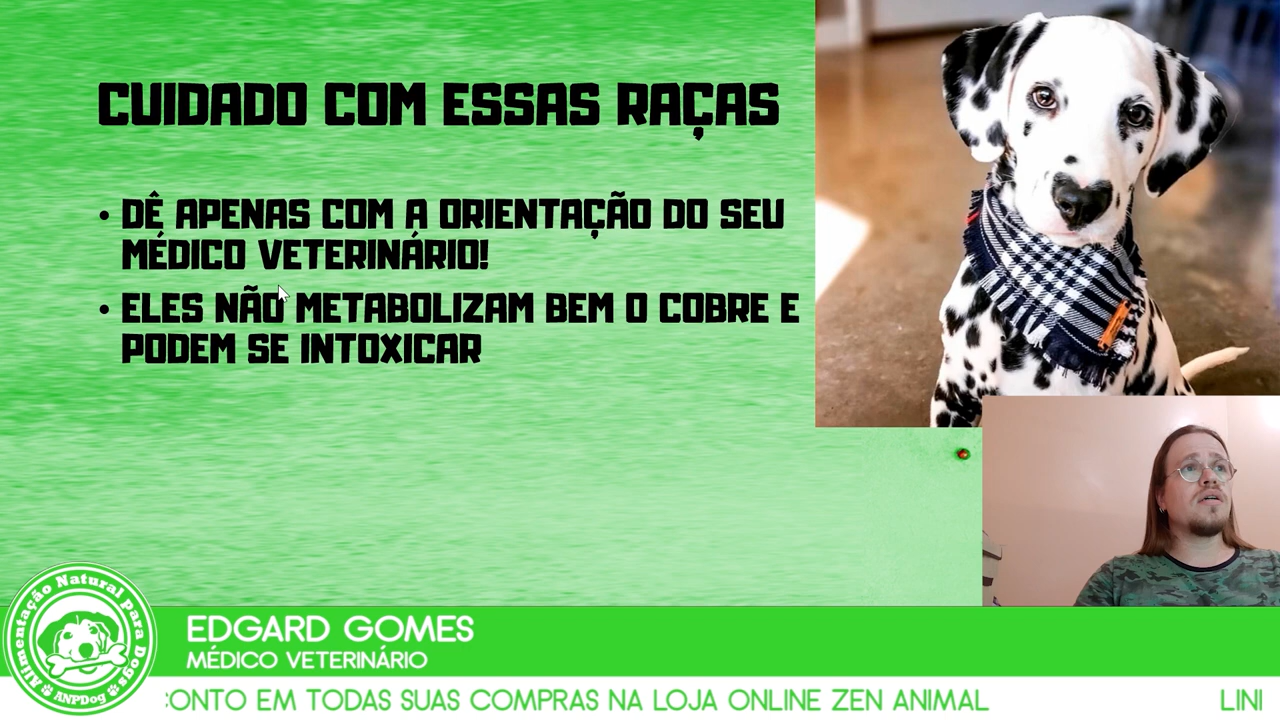 CUIDADO COM ESSAS RAÇAS
• DÊ APENAS COM A ORIENTAÇÃO DO SEU
MÉDICO VETERINÁRIO!
• ELES NÃO METABOLIZAM BEM O COBRE E
PODEM SE INTOXICAR
Alimentação Natural para Dogs
ANPDog
EDGARD GOMES
MÉDICO VETERINÁRIO
CONTO EM TODAS SUAS COMPRAS NA LOJA ONLINE ZEN ANIMAL
LINI